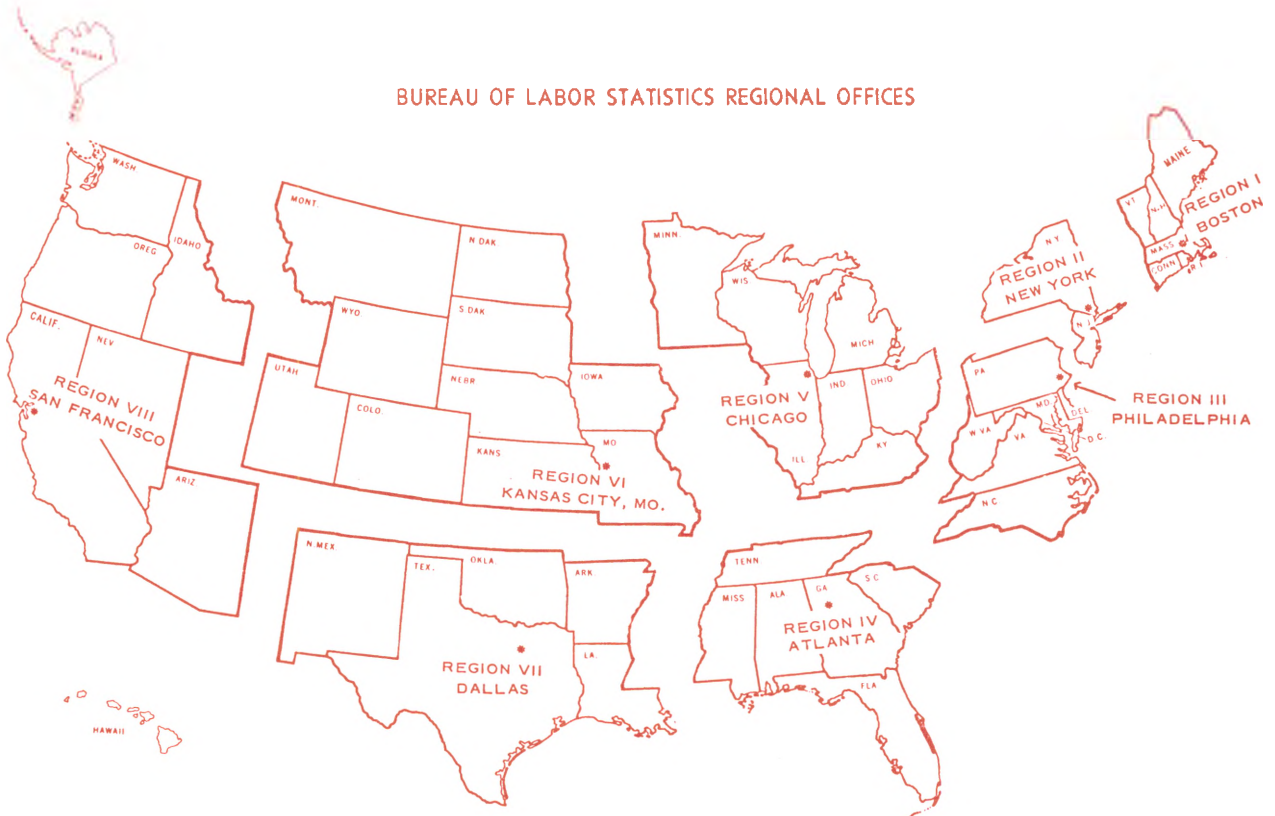 ALASKA
BUREAU OF LABOR STATISTICS REGIONAL OFFICES
WASH
OREG
IDAHO
CALIF.
NEV
REGION VIII
SAN FRANCISCO
ARIZ
MONT.
N DAK
WYO.
S DAK
UTAH
NEBR
IOWA
COLO.
KANS
MO
REGION VI
KANSAS CITY, MO.
MINN.
WIS
MICH
REGION V
CHICAGO
IND
OHIO
ILL
KY
MAINE
VT.
N.H
MASS
CONN
R I
REGION I
BOSTON
N Y.
REGION II
NEW YORK
N J.
PA
MD.
DEL
D.C.
W VA
VA
REGION III
PHILADELPHIA
N C
N MEX
TEX.
OKLA.
ARK
LA.
REGION VII
DALLAS
TENN
MISS
ALA
GA
S C
REGION IV
ATLANTA
FLA
HAWAII